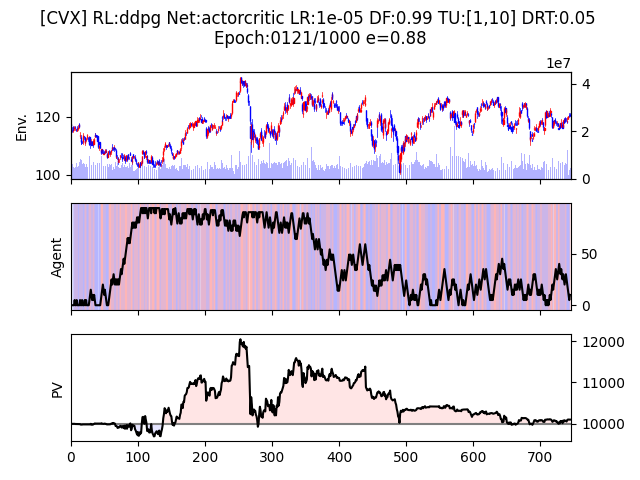 [CVX] RL:ddpg Net:actorcritic LR:1e-05 DF:0.99 TU:[1,10] DRT:0.05
Epoch:0121/1000 e=0.88
1e7
Env.
120
100
4
2
0
Agent
50
0
PV
12000
11000
10000
0 100 200 300 400 500 600 700